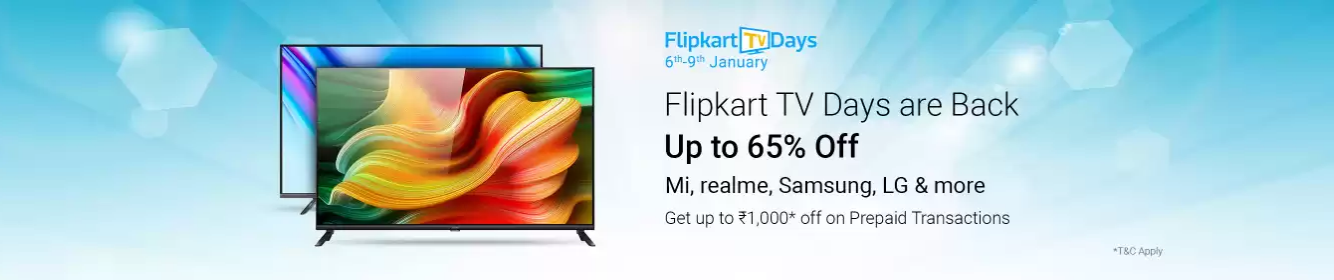 Flipkart TV Days
6th-9th January
Flipkart TV Days are Back
Up to 65% Off
Mi, realme, Samsung, LG & more
Get up to ₹1,000* off on Prepaid Transactions
*T&C Apply